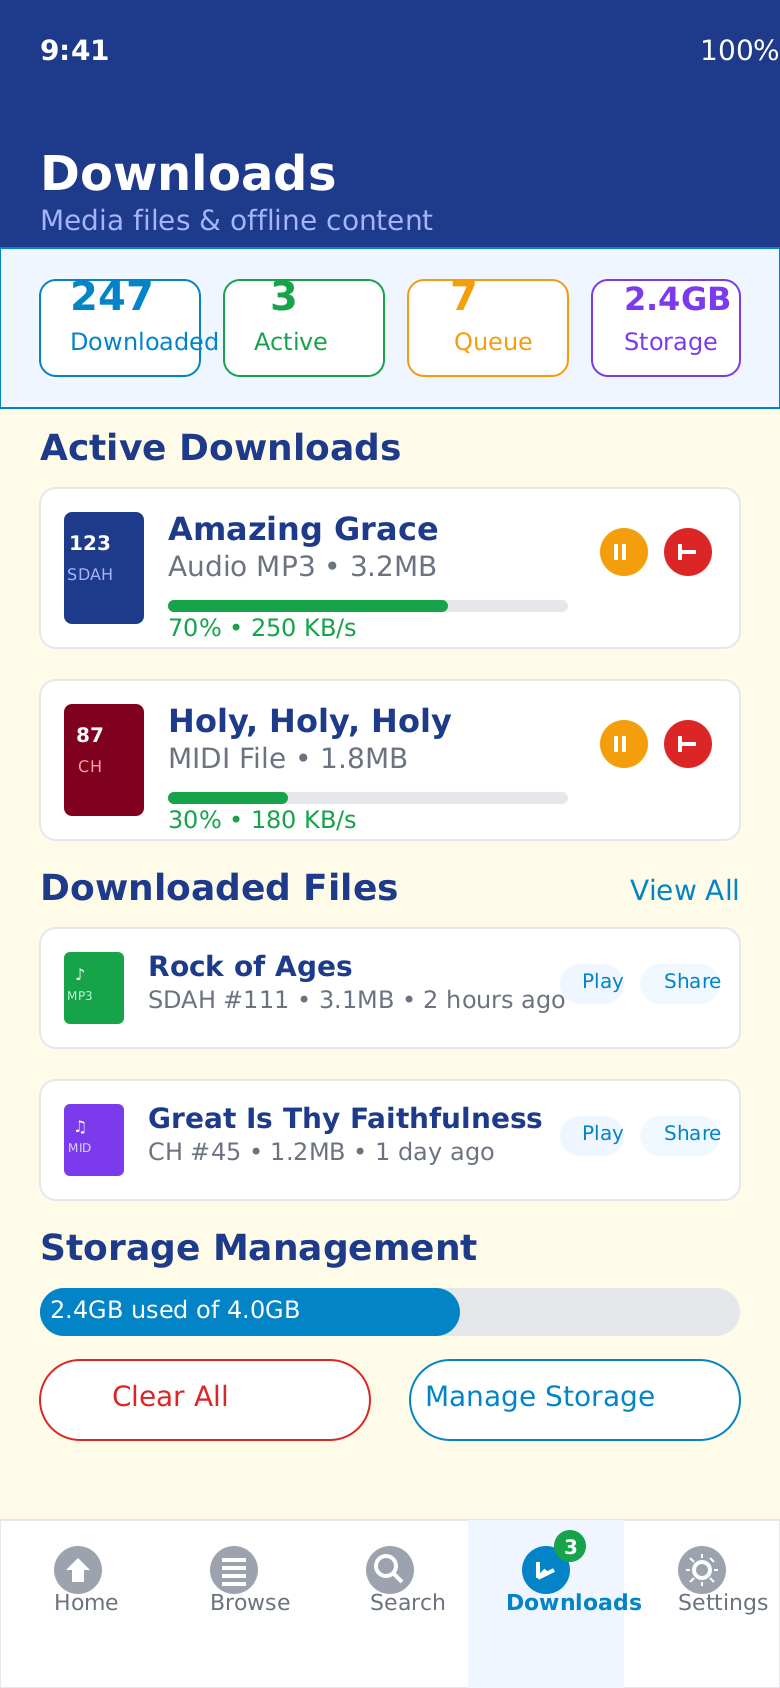 9:41
100%
Downloads
Media files & offline content
247
3
7
2.4GB
Downloaded
Active
Queue
Storage
Active Downloads
123
SDAH
Amazing Grace
Audio MP3 • 3.2MB
70% • 250 KB/s
87
CH
Holy, Holy, Holy
MIDI File • 1.8MB
30% • 180 KB/s
Downloaded Files
View All
♪
MP3
Rock of Ages
SDAH #111 • 3.1MB • 2 hours ago
Play
Share
♫
MID
Great Is Thy Faithfulness
CH #45 • 1.2MB • 1 day ago
Play
Share
Storage Management
2.4GB used of 4.0GB
Clear All
Manage Storage
3
Home
Browse
Search
Downloads
Settings